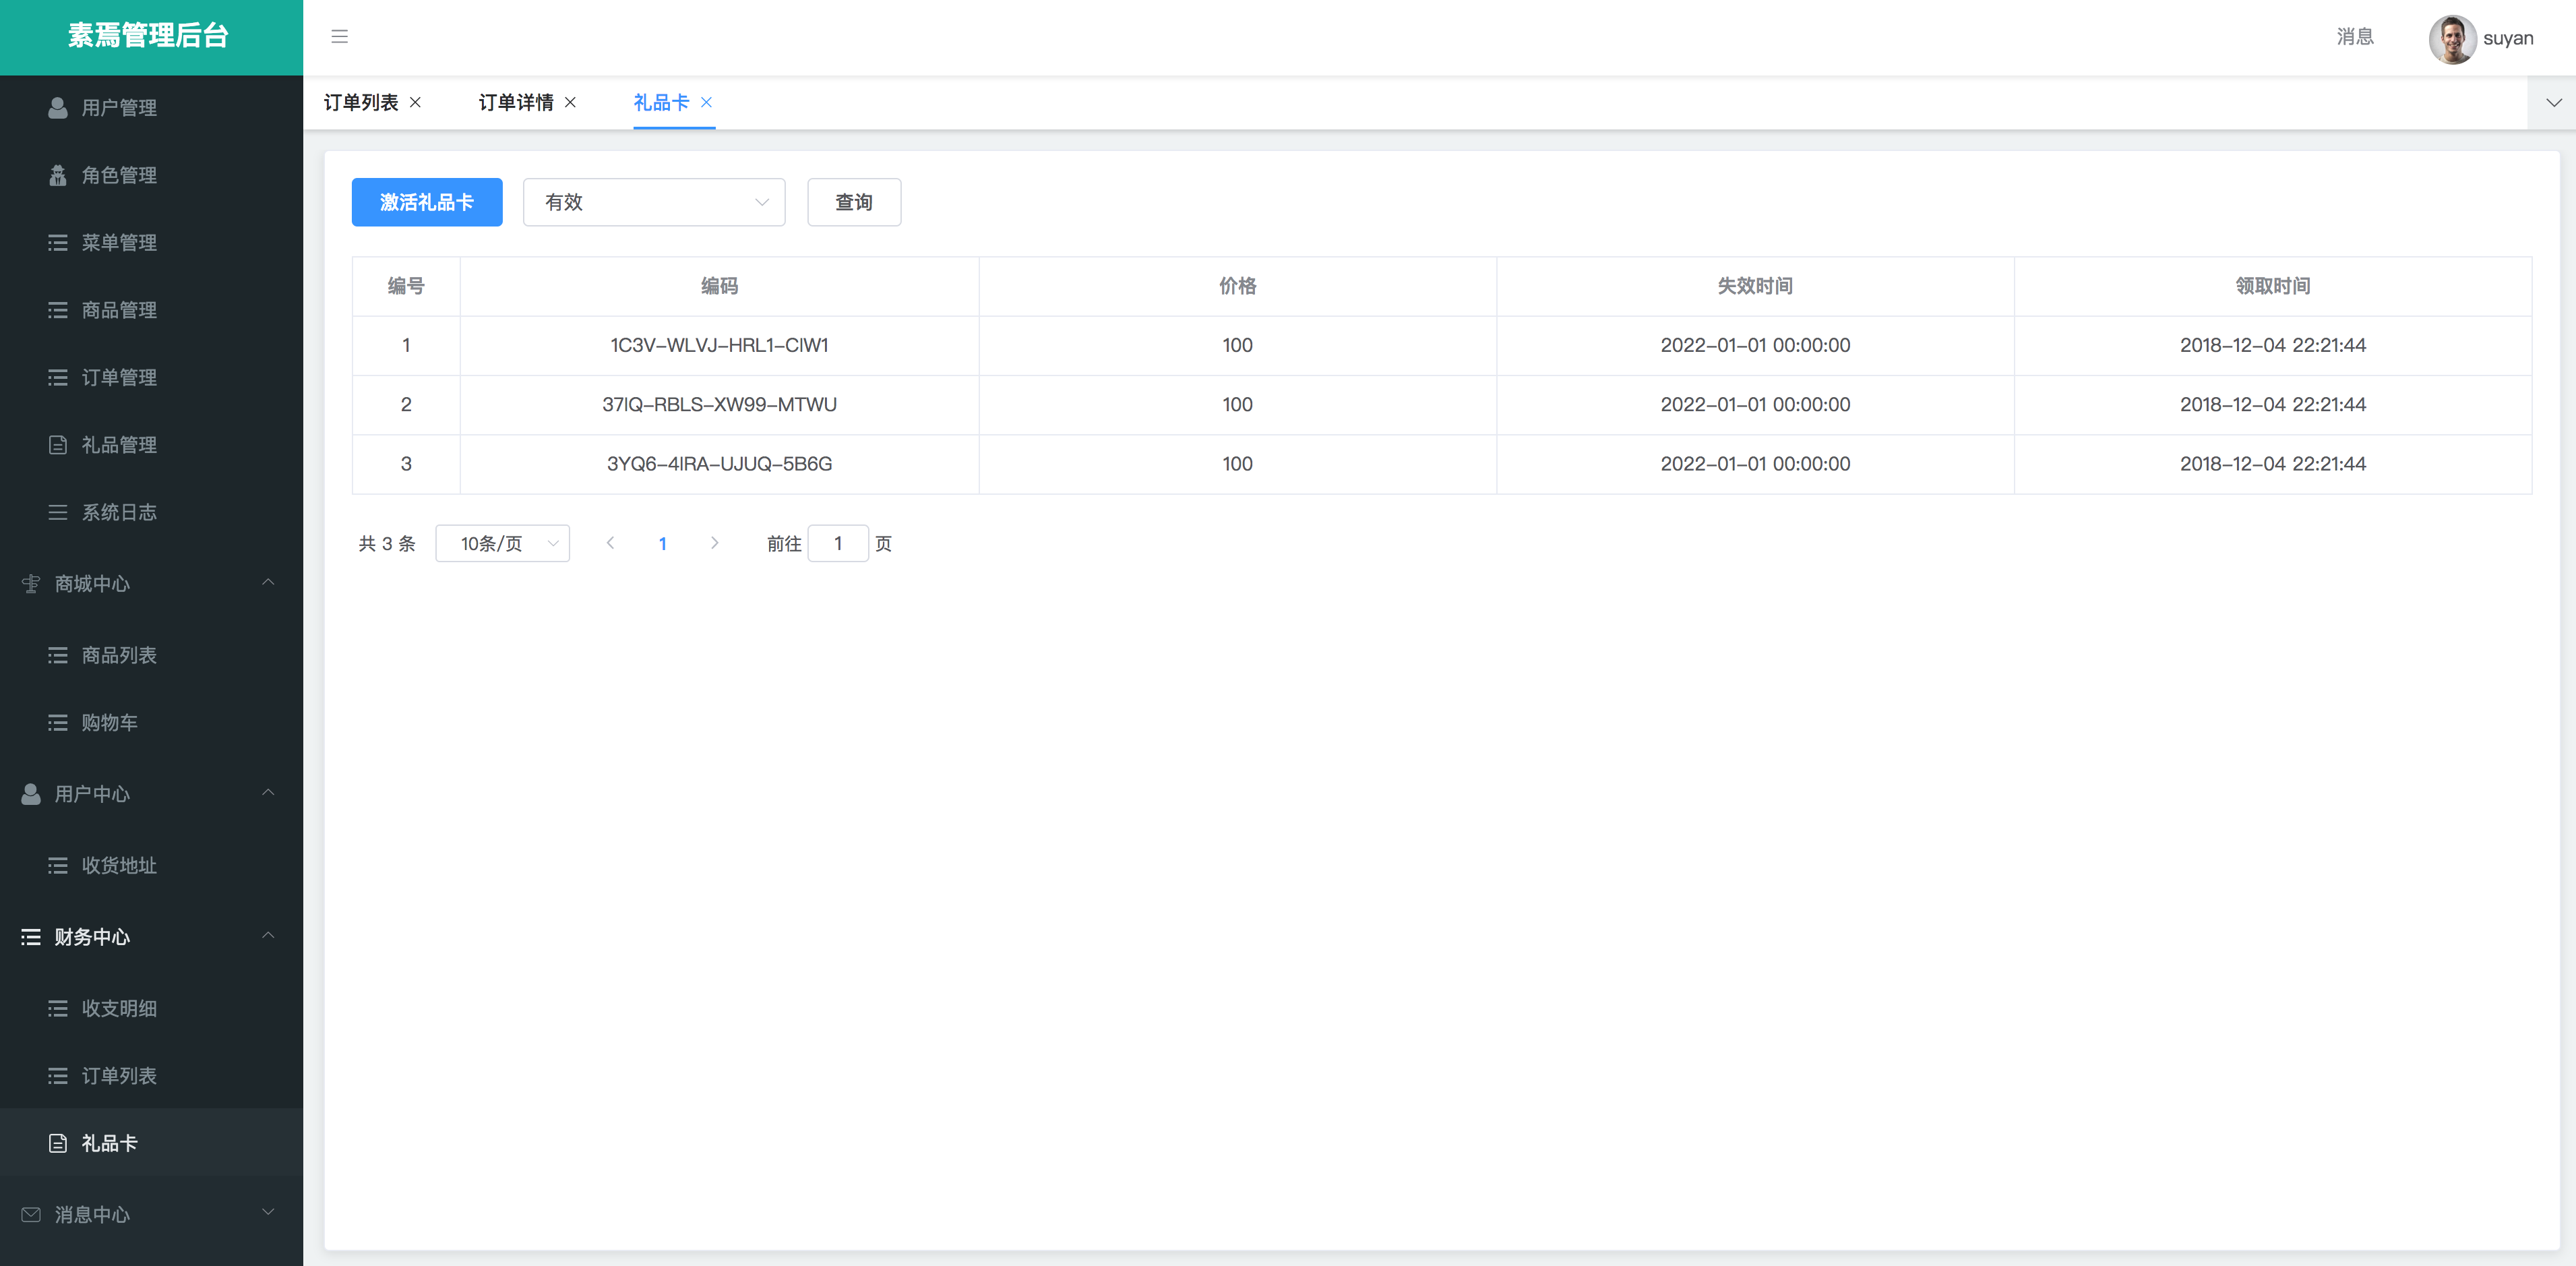 素焉管理后台
消息
suyan
用户管理
角色管理
菜单管理
商品管理
订单管理
礼品管理
系统日志
商城中心
商品列表
购物车
用户中心
收货地址
财务中心
收支明细
订单列表
礼品卡
消息中心
订单列表 订单详情 礼品卡
激活礼品卡 有效 查询
编号 编码 价格 失效时间 领取时间
1 1C3V-WLVJ-HRL1-CIW1 100 2022-01-01 00:00:00 2018-12-04 22:21:44
2 37IQ-RBLS-XW99-MTWU 100 2022-01-01 00:00:00 2018-12-04 22:21:44
3 3YQ6-4IRA-UJUQ-5B6G 100 2022-01-01 00:00:00 2018-12-04 22:21:44
共 3 条 10条/页 1 前往 1 页